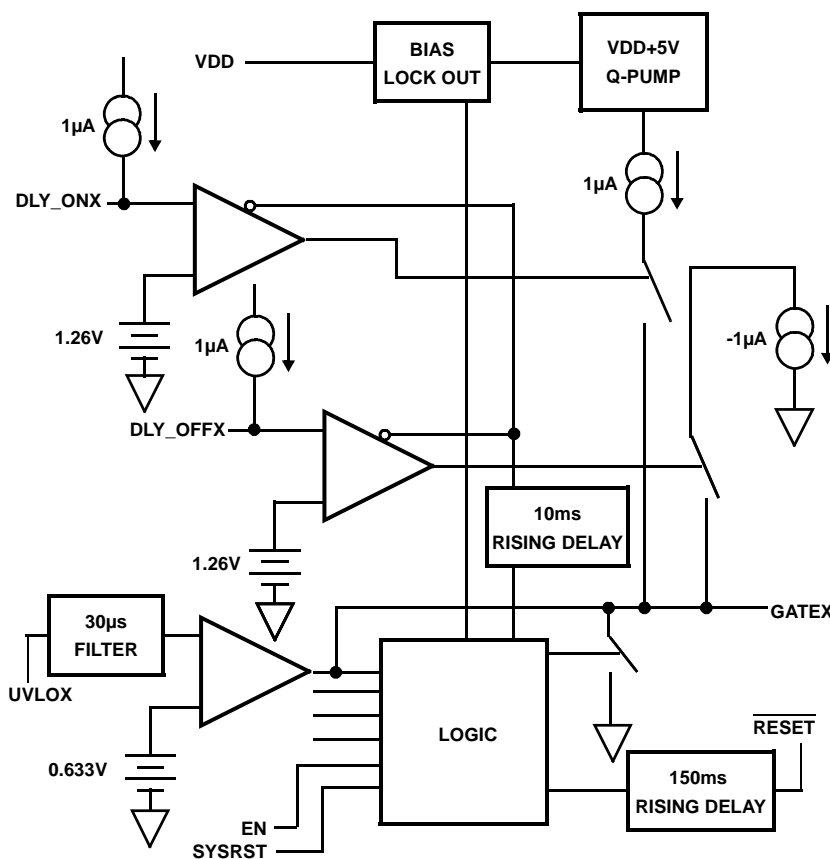 VDD
BIAS
LOCK OUT
VDD+5V
Q-PUMP
1µA
1µA
DLY_ONX
1.26V
1µA
-1µA
DLY_OFFX
1.26V
10ms
RISING DELAY
30µs
FILTER
GATEX
UVLOX
LOGIC
RESET
0.633V
150ms
RISING DELAY
EN
SYSRST